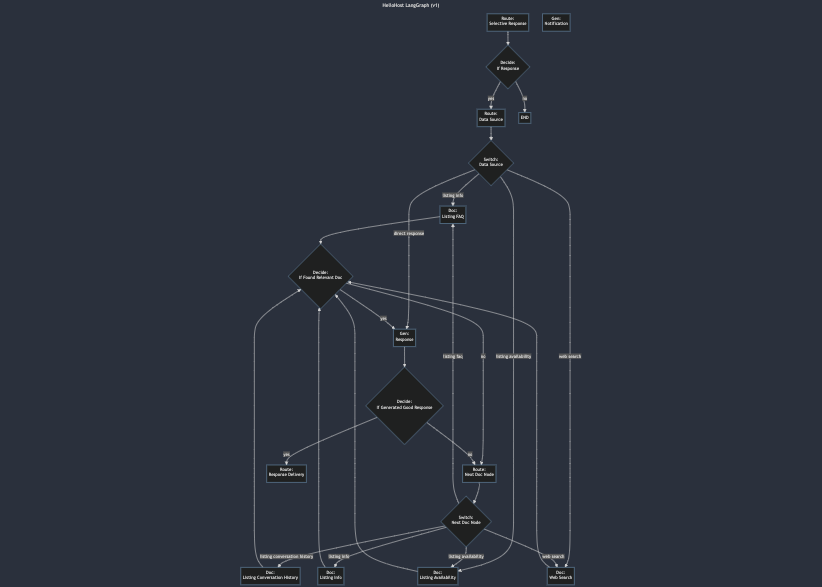 HelloHost LangGraph (v1)
Route:
Selective Response
Gen:
Notification
Decide:
If Response
yes
no
Route:
Data Source
END
Switch:
Data Source
listing info
Doc:
Listing FAQ
direct response
Decide:
If Found Relevant Doc
yes
Gen:
Response
listing faq
no
listing availability
web search
Decide:
If Generated Good Response
yes
no
Route:
Response Delivery
Route:
Next Doc Node
Switch:
Next Doc Node
listing conversation history
listing info
listing availability
web search
Doc:
Listing Conversation History
Doc:
Listing Info
Doc:
Listing Availability
Doc:
Web Search